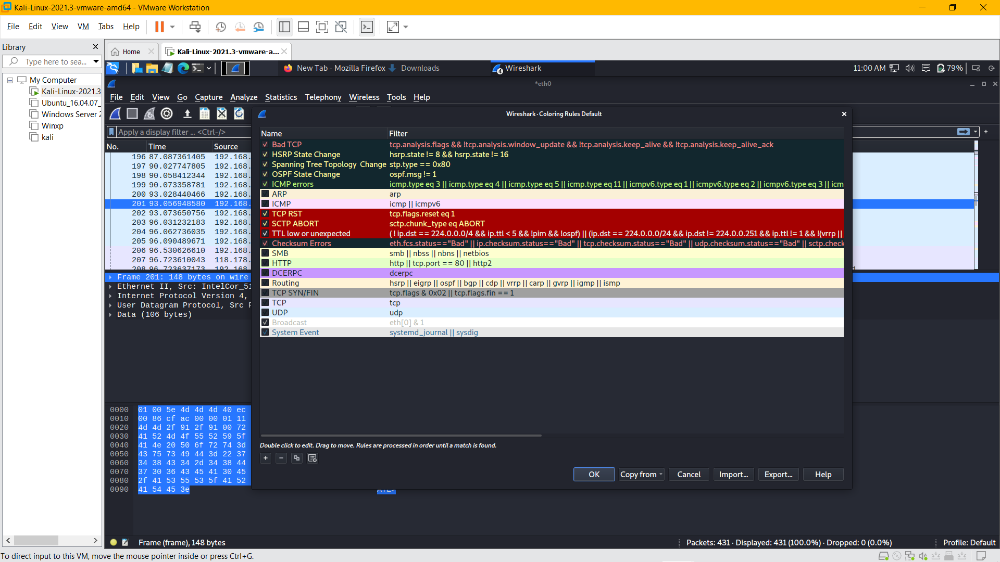 Kali-Linux-2021.3-vmware-amd64 - VMware Workstation
File Edit View VM Tabs Help
Library
Home Kali-Linux-2021.3-vmware-a...
Type here to sea...
New Tab - Mozilla Firefox Downloads 4 Wireshark 11:00 AM 79%
My Computer
Kali-Linux-2021.3
Ubuntu_16.04.07_
Windows Server 2
Winxp
kali
*eth0
File Edit View Go Capture Analyze Statistics Telephony Wireless Tools Help
Wireshark · Coloring Rules Default
Apply a display filter ... <Ctrl-/>
No. Time Source
196 87.087361405 192.168.
197 90.027747805 192.168.
198 90.058412344 192.168.
199 90.073358781 192.168.
200 93.028440466 192.168.
201 93.056948580 192.168.
202 93.073650756 192.168.
203 96.031232183 192.168.
204 96.062736035 192.168.
205 96.090489671 192.168.
206 96.530626610 192.168.
207 96.723610043 118.178.
208 96.723637173 192.168
Name Filter
Bad TCP tcp.analysis.flags && !tcp.analysis.window_update && !tcp.analysis.keep_alive && !tcp.analysis.keep_alive_ack
HSRP State Change hsrp.state != 8 && hsrp.state != 16
Spanning Tree Topology Change stp.type == 0x80
OSPF State Change ospf.msg != 1
ICMP errors icmp.type eq 3 || icmp.type eq 4 || icmp.type eq 5 || icmp.type eq 11 || icmpv6.type eq 1 || icmpv6.type eq 2 || icmpv6.type eq 3 || icm
ARP arp
ICMP icmp || icmpv6
TCP RST tcp.flags.reset eq 1
SCTP ABORT sctp.chunk_type eq ABORT
TTL low or unexpected ( ! ip.dst == 224.0.0.0/4 && ip.ttl < 5 && !pim && !ospf) || (ip.dst == 224.0.0.0/24 && ip.dst != 224.0.0.251 && ip.ttl != 1 && !(vrrp ||
Checksum Errors eth.fcs.status=="Bad" || ip.checksum.status=="Bad" || tcp.checksum.status=="Bad" || udp.checksum.status=="Bad" || sctp.check
SMB smb || nbss || nbns || netbios
HTTP http || tcp.port == 80 || http2
DCERPC dcerpc
Routing hsrp || eigrp || ospf || bgp || cdp || vrrp || carp || gvrp || igmp || ismp
TCP SYN/FIN tcp.flags & 0x02 || tcp.flags.fin == 1
TCP tcp
UDP udp
Broadcast eth[0] & 1
System Event systemd_journal || sysdig
Frame 201: 148 bytes on wire
Ethernet II, Src: IntelCor_51
Internet Protocol Version 4,
User Datagram Protocol, Src P
Data (106 bytes)
0000 01 00 5e 4d 4d 4d 40 ec
0010 00 86 cf ac 00 00 01 11
0020 4d 4d 2f 91 2f 91 00 72
0030 41 52 4d 4f 55 52 59 5f
0040 41 4e 20 50 6f 72 74 3d
0050 43 75 73 49 44 3d 22 37
0060 34 38 43 34 2d 34 38 44
0070 37 30 36 43 45 41 30 45
0080 2f 41 53 55 53 5f 41 52
0090 41 54 45 3e
ATE>
Double click to edit. Drag to move. Rules are processed in order until a match is found.
OK Copy from Cancel Import... Export... Help
Frame (frame), 148 bytes Packets: 431 · Displayed: 431 (100.0%) · Dropped: 0 (0.0%) Profile: Default
To direct input to this VM, move the mouse pointer inside or press Ctrl+G.